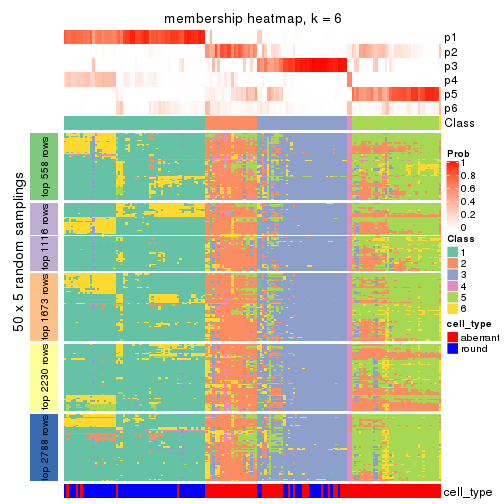 membership heatmap, k = 6
p1
p2
p3
p4
p5
p6
Class
50 x 5 random samplings
top 558 rows
top 1116 rows
top 1673 rows
top 2230 rows
top 2788 rows
cell_type
Prob
1
0.8
0.6
0.4
0.2
0
Class
1
2
3
4
5
6
cell_type
aberrant
round